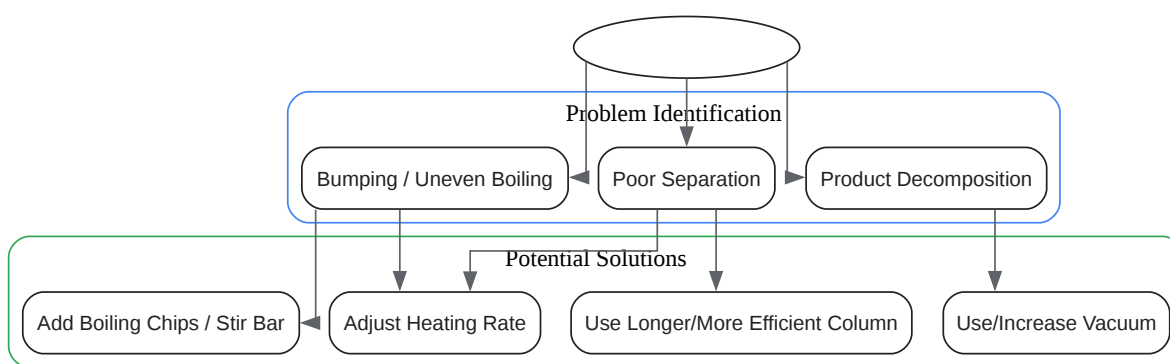 Problem Identification
Bumping / Uneven Boiling
Poor Separation
Product Decomposition
Potential Solutions
Add Boiling Chips / Stir Bar
Adjust Heating Rate
Use Longer/More Efficient Column
Use/Increase Vacuum